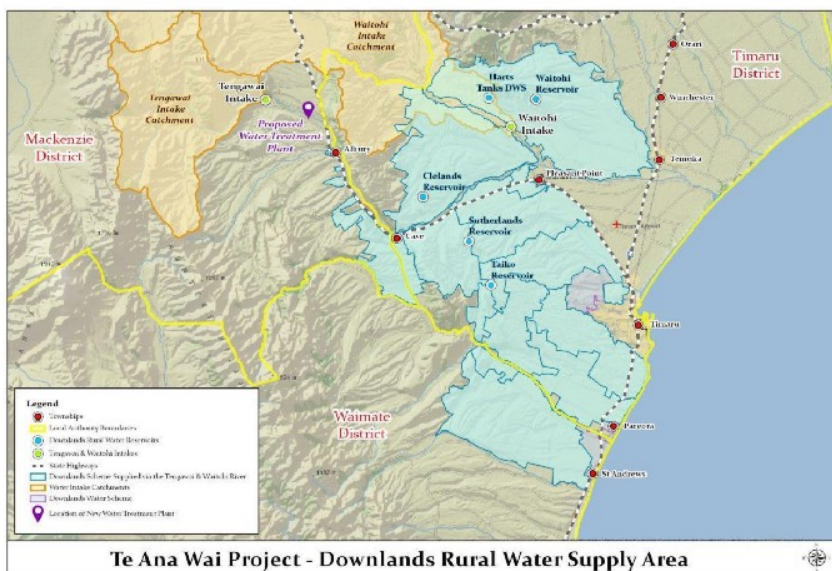 Waitohi
Intake
Catchment
Orari
Timaru
District
Tengawai
Intake
Harts
Tanks DWS
Waitohi
Reservoir
Winchester
Tengawai
Intake
Catchment
Proposed
Water Treatment
Plant
Waitohi
Intake
Mackenzie
District
Albury
Temuka
Pleasant Point
Clelands
Reservoir
Sutherlands
Reservoir
Cave
Taiko
Reservoir
Timaru
Waimate
District
Pareora
St Andrews
Legend
Townships
Local Authority Boundaries
Downlands Rural Water Reservoirs
Tengawai & Waitohi Intakes
State Highways
Downlands Scheme Supplied via the Tengawai & Waitohi River
Water Intake Catchments
Downlands Water Scheme
Location of New Water Treatment Plant
Te Ana Wai Project - Downlands Rural Water Supply Area